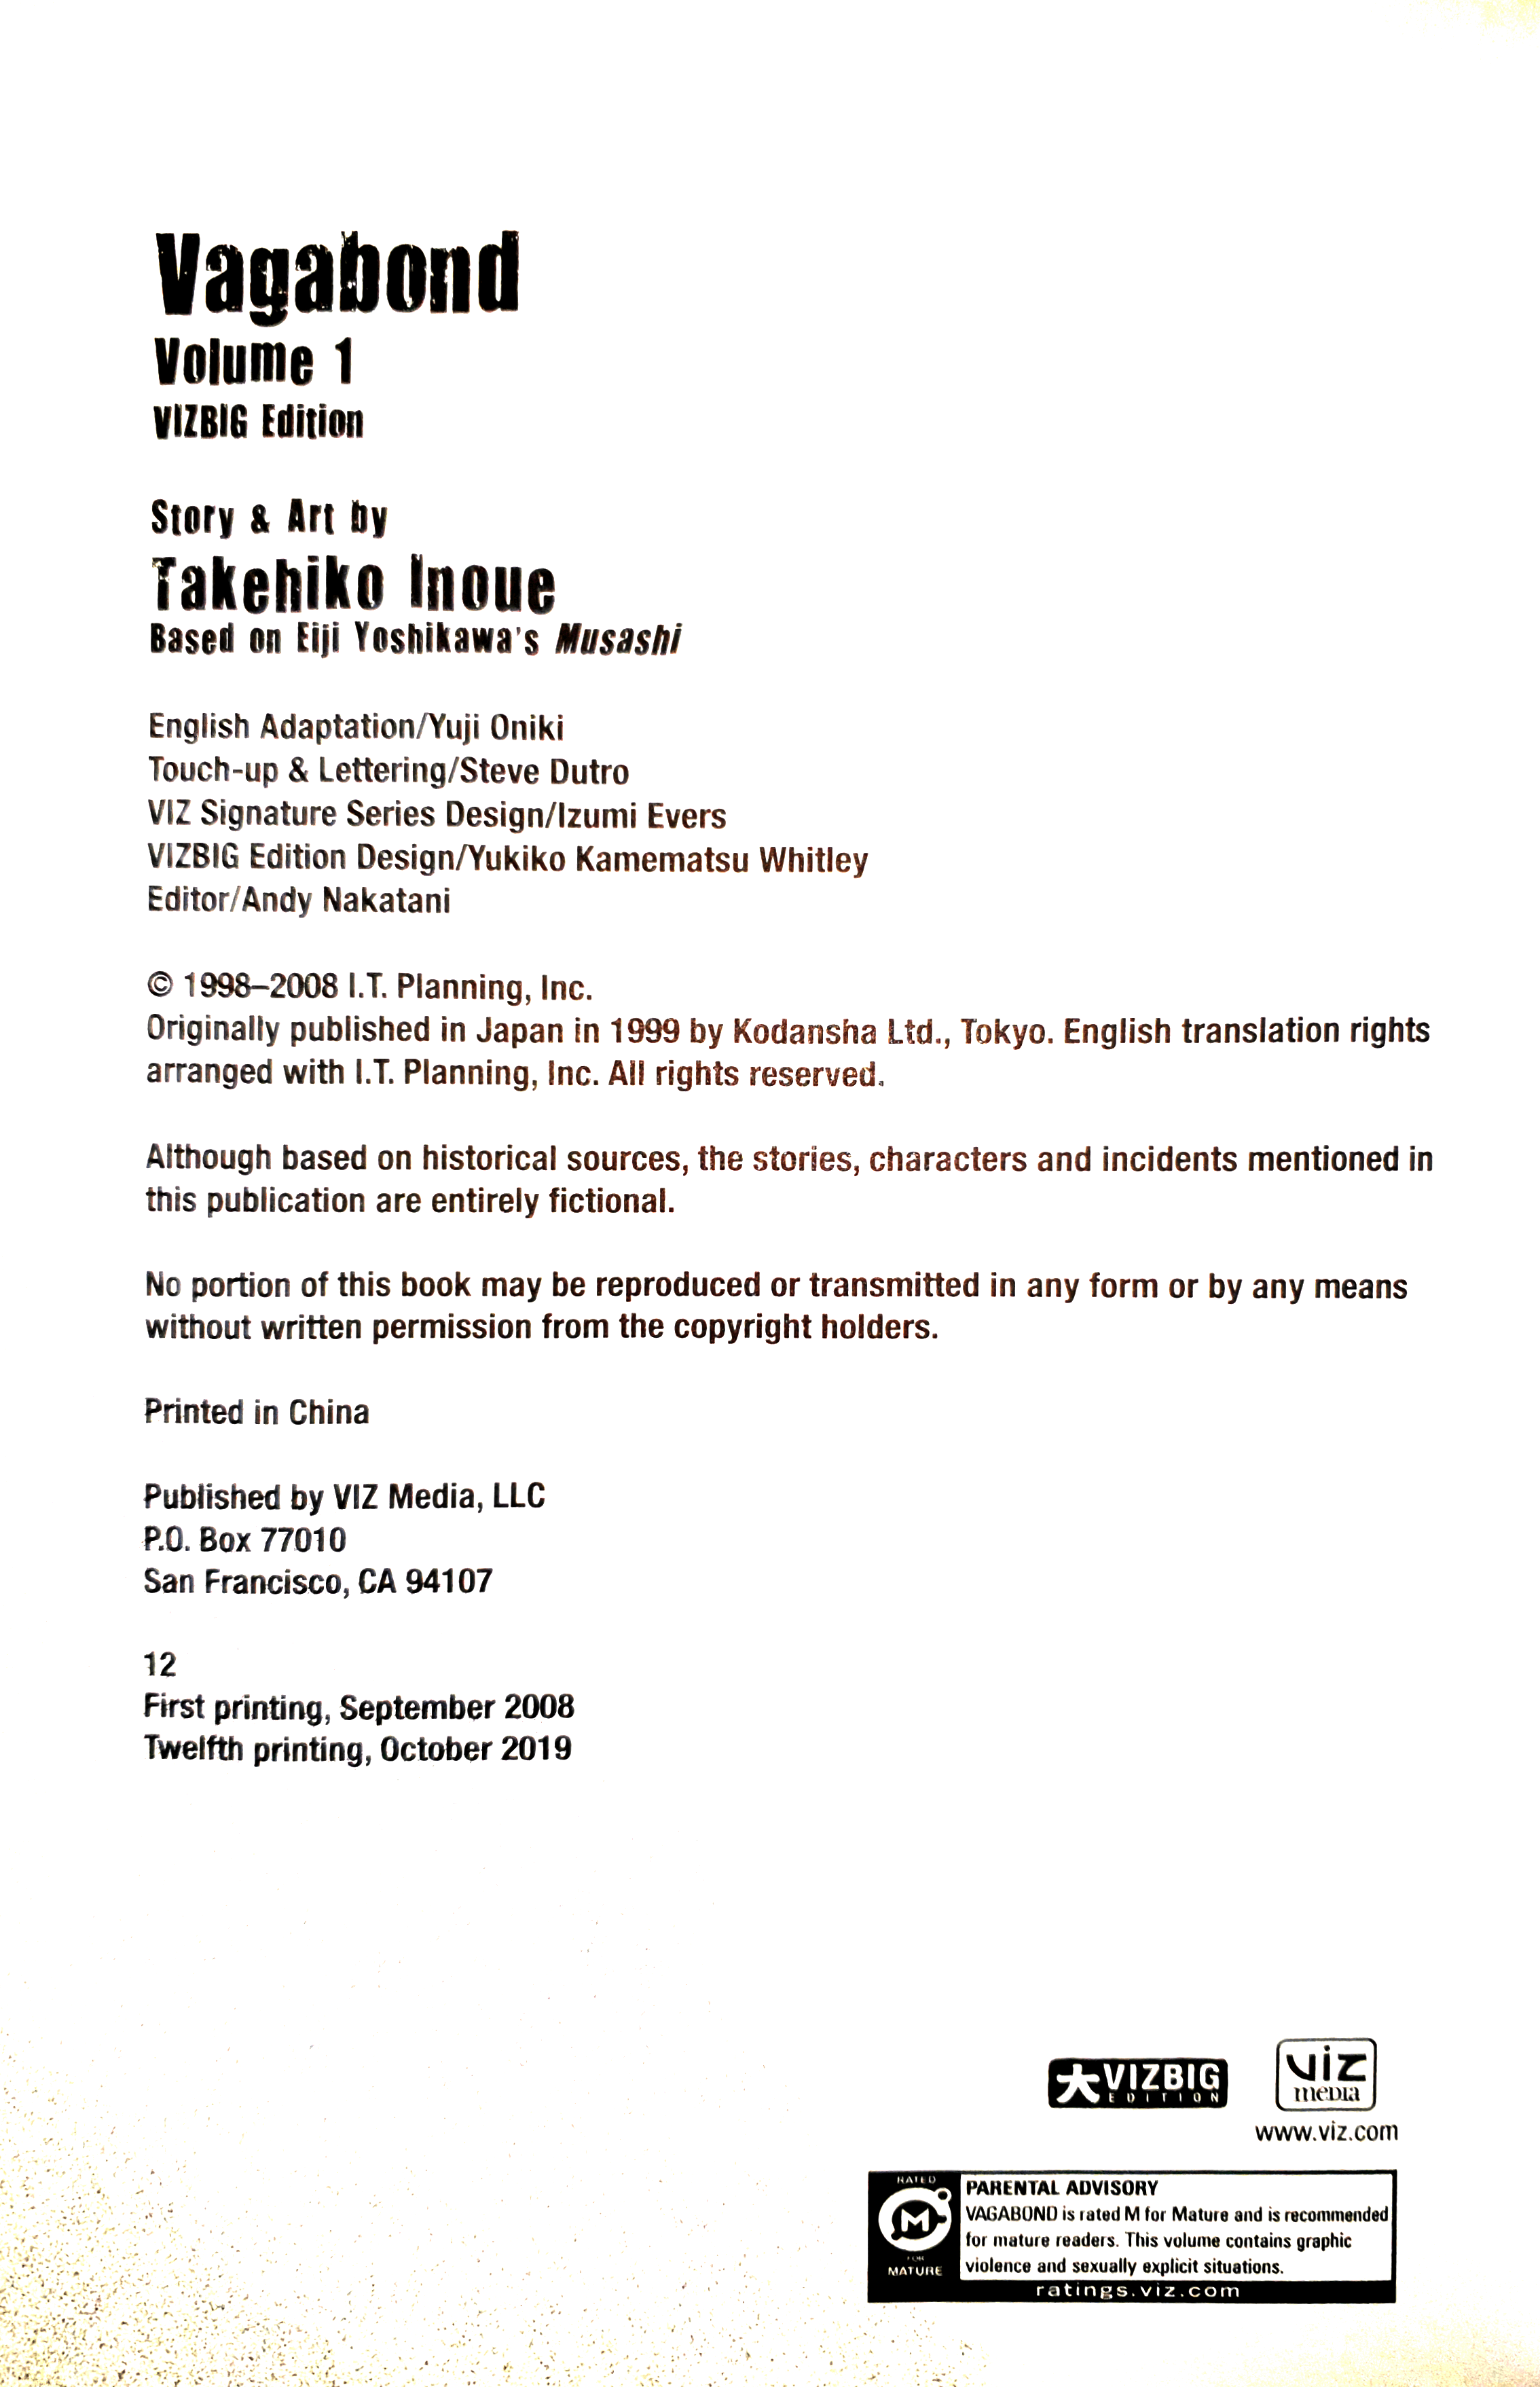 Vagabond
Volume 1
VIZBIG Edition
Story & Art by
Takehiko Inoue
Based on Eiji Yoshikawa's Musashi
English Adaptation/Yuji Oniki
Touch-up & Lettering/Steve Dutro
VIZ Signature Series Design/Izumi Evers
VIZBIG Edition Design/Yukiko Kamematsu Whitley
Editor/Andy Nakatani
© 1998–2008 I.T. Planning, Inc.
Originally published in Japan in 1999 by Kodansha Ltd., Tokyo. English translation rights
arranged with I.T. Planning, Inc. All rights reserved.
Although based on historical sources, the stories, characters and incidents mentioned in
this publication are entirely fictional.
No portion of this book may be reproduced or transmitted in any form or by any means
without written permission from the copyright holders.
Printed in China
Published by VIZ Media, LLC
P.O. Box 77010
San Francisco, CA 94107
12
First printing, September 2008
Twelfth printing, October 2019
大VIZBIG
EDITION
VIZ
MEDIA
www.viz.com
RATED
M
FOR
MATURE
PARENTAL ADVISORY
VAGABOND is rated M for Mature and is recommended
for mature readers. This volume contains graphic
violence and sexually explicit situations.
ratings.viz.com